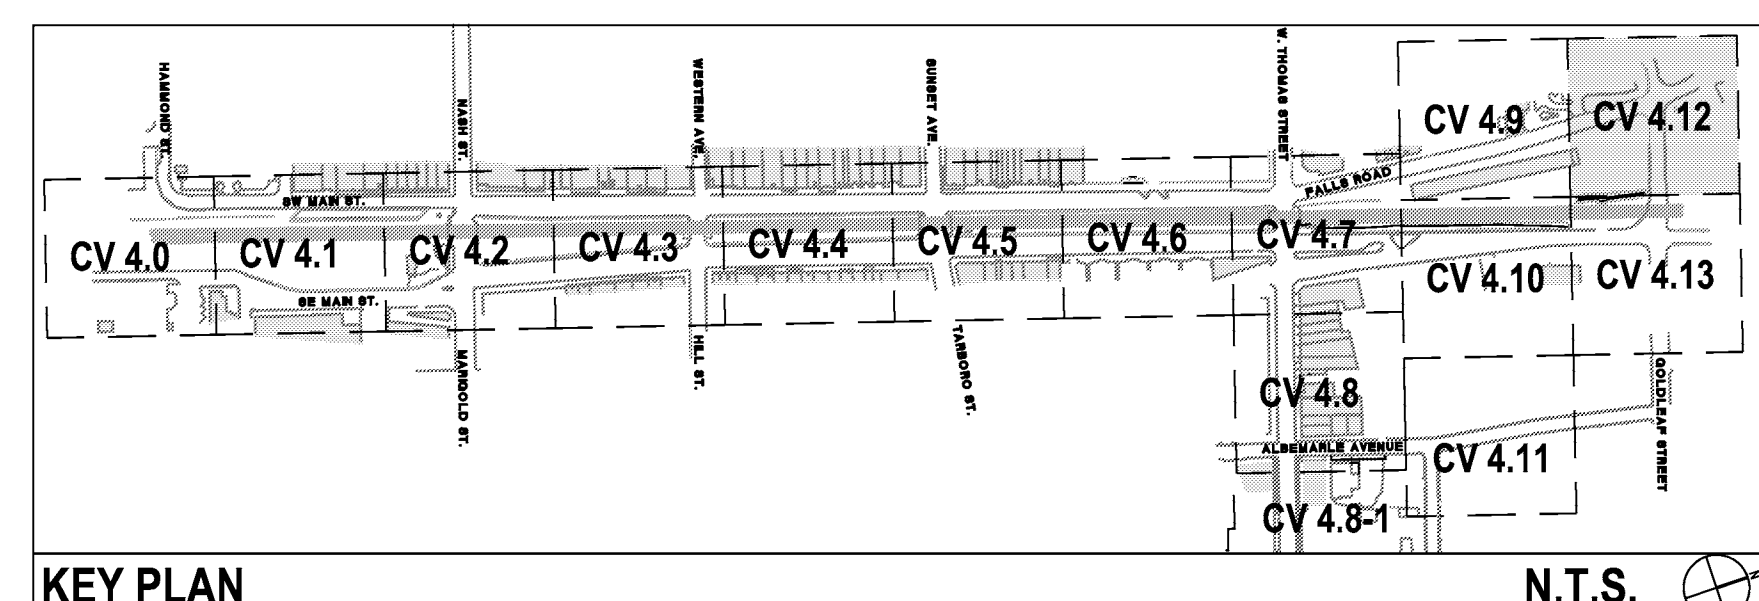 HAMMOND ST.
NASH ST.
WESTERN AVE.
SUNSET AVE.
W. THOMAS STREET
CV 4.9
CV 4.12
FALLS ROAD
SW MAIN ST.
CV 4.0
CV 4.1
CV 4.2
CV 4.3
CV 4.4
CV 4.5
CV 4.6
CV 4.7
CV 4.10
CV 4.13
SE MAIN ST.
MARIGOLD ST.
HILL ST.
TARBORO ST.
CV 4.8
GOLDLEAF STREET
ALBEMARLE AVENUE
CV 4.11
CV 4.8-1
KEY PLAN
N.T.S.
N